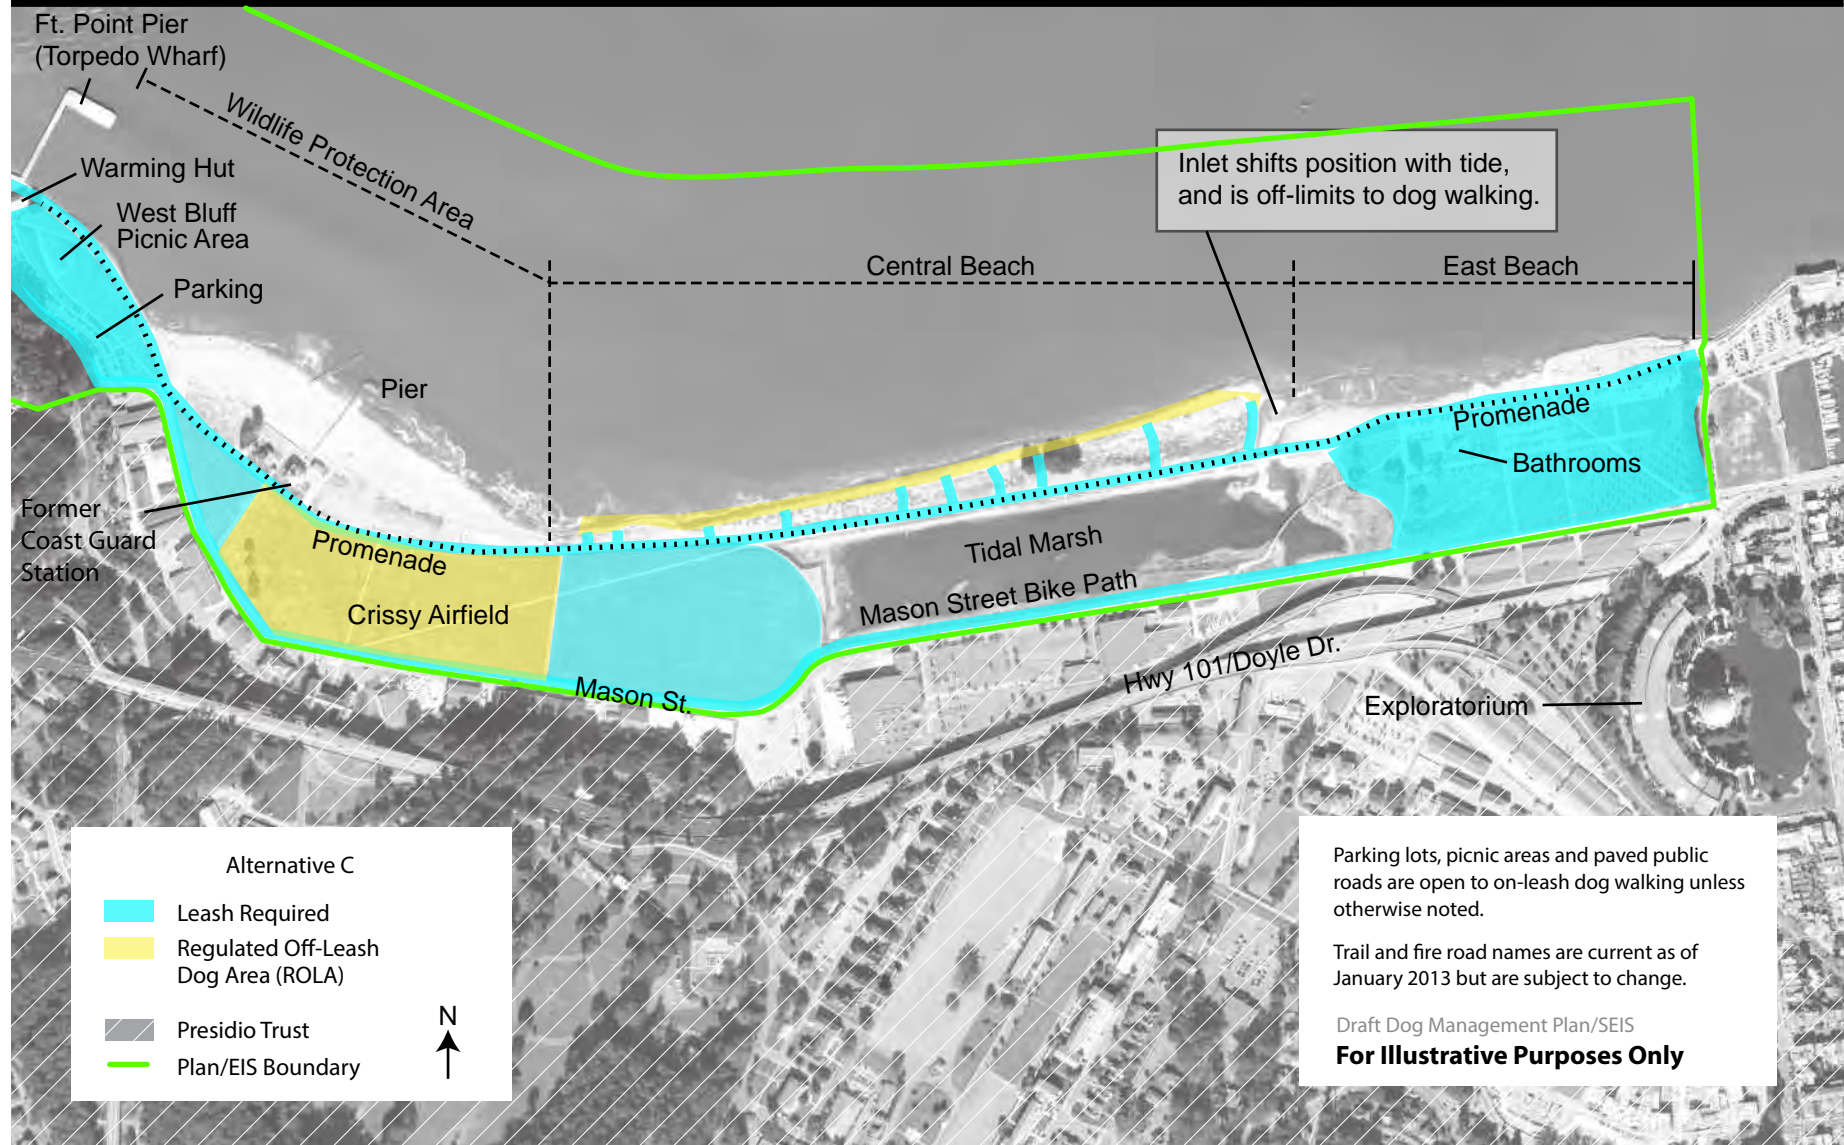 Ft. Point Pier
(Torpedo Wharf)
Wildlife Protection Area
Warming Hut
West Bluff
Picnic Area
Parking
Pier
Inlet shifts position with tide,
and is off-limits to dog walking.
Central Beach
East Beach
Promenade
Bathrooms
Former
Coast Guard
Station
Promenade
Crissy Airfield
Tidal Marsh
Mason Street Bike Path
Mason St.
Hwy 101/Doyle Dr.
Exploratorium
Alternative C
Leash Required
Regulated Off-Leash
Dog Area (ROLA)
Presidio Trust
Plan/EIS Boundary
N
Parking lots, picnic areas and paved public
roads are open to on-leash dog walking unless
otherwise noted.
Trail and fire road names are current as of
January 2013 but are subject to change.
Draft Dog Management Plan/SEIS
For Illustrative Purposes Only